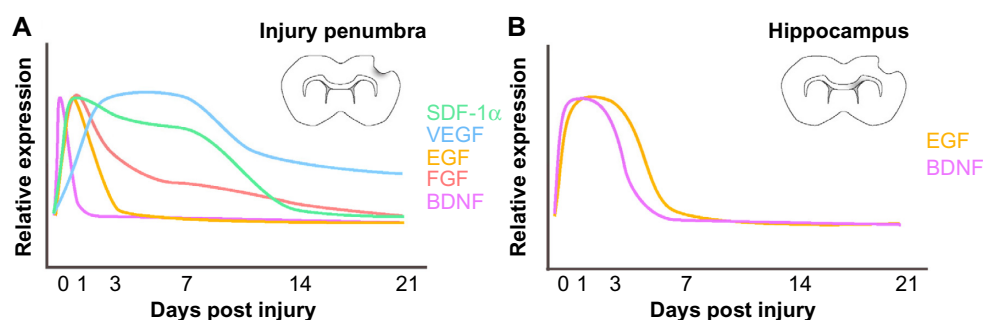 A
Injury penumbra
Relative expression
SDF-1α
VEGF
EGF
FGF
BDNF
0 1 3 7 14 21
Days post injury
B
Hippocampus
Relative expression
EGF
BDNF
0 1 3 7 14 21
Days post injury